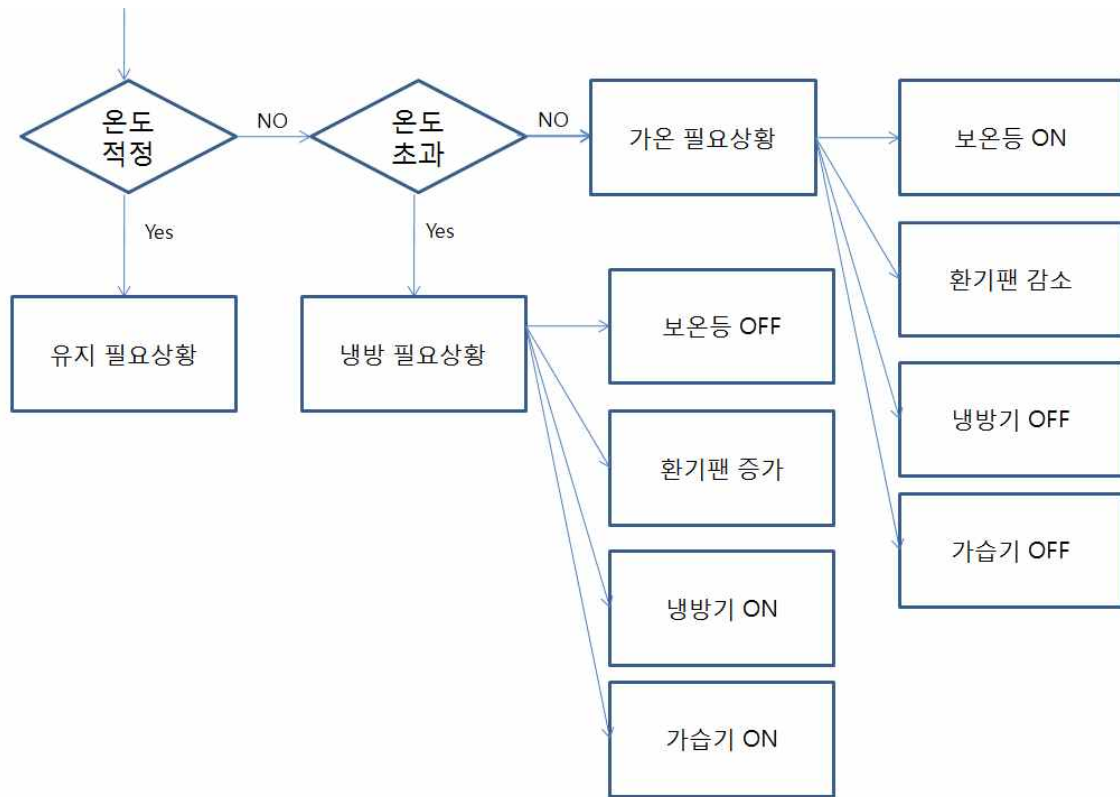 온도
적정
NO
온도
초과
NO
가온 필요상황
보온등 ON
Yes
Yes
환기팬 감소
유지 필요상황
냉방 필요상황
보온등 OFF
냉방기 OFF
환기팬 증가
가습기 OFF
냉방기 ON
가습기 ON